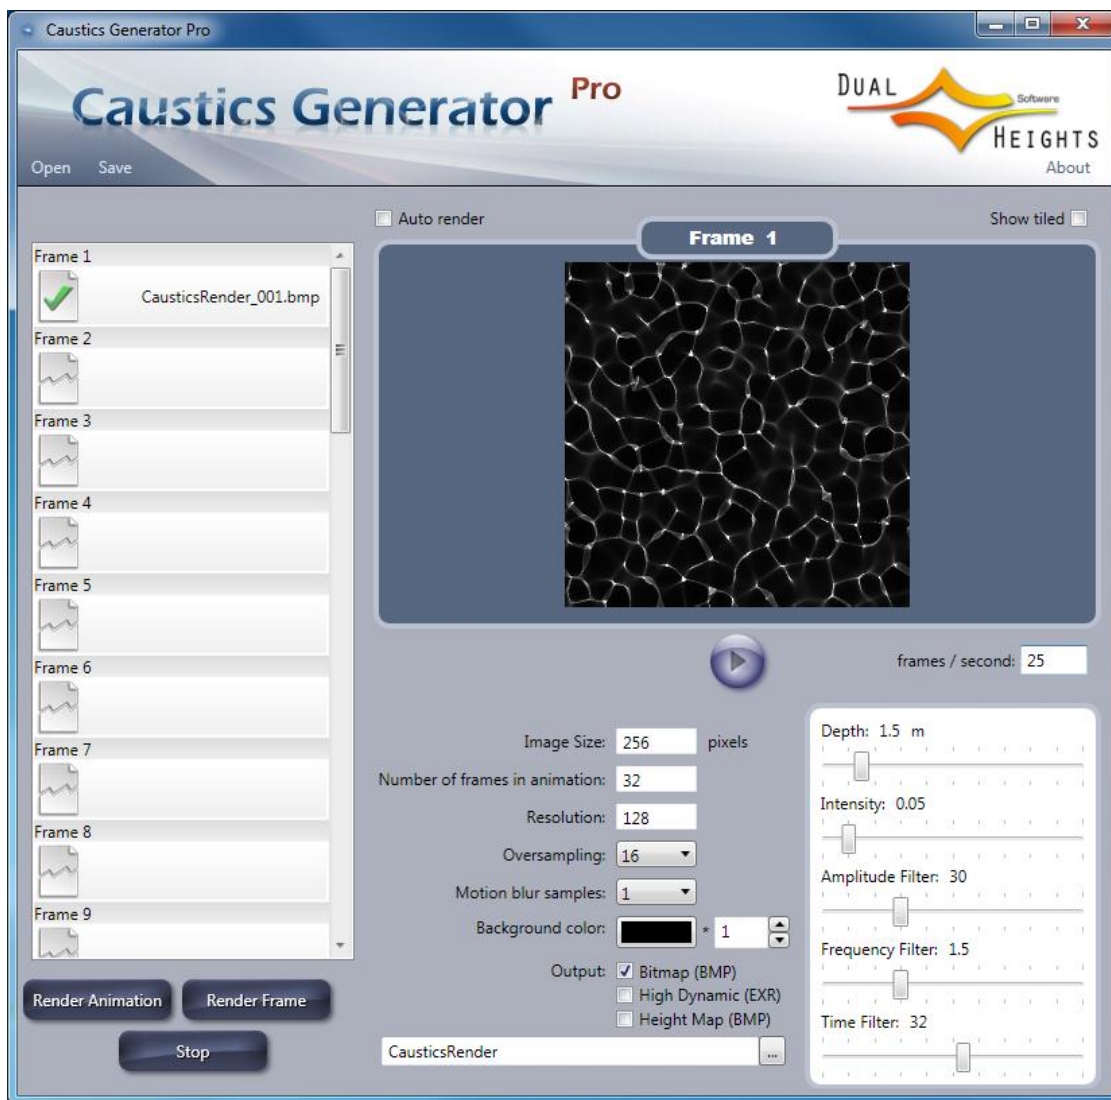 Caustics Generator Pro
Caustics Generator Pro
DUAL Software HEIGHTS
Open Save About
Auto render
Show tiled
Frame 1
Frame 1
CausticsRender_001.bmp
Frame 2
Frame 3
Frame 4
Frame 5
Frame 6
Frame 7
Frame 8
Frame 9
Render Animation Render Frame
Stop
frames / second: 25
Image Size: 256 pixels
Number of frames in animation: 32
Resolution: 128
Oversampling: 16
Motion blur samples: 1
Background color: * 1
Output: Bitmap (BMP)
High Dynamic (EXR)
Height Map (BMP)
CausticsRender ...
Depth: 1.5 m
Intensity: 0.05
Amplitude Filter: 30
Frequency Filter: 1.5
Time Filter: 32